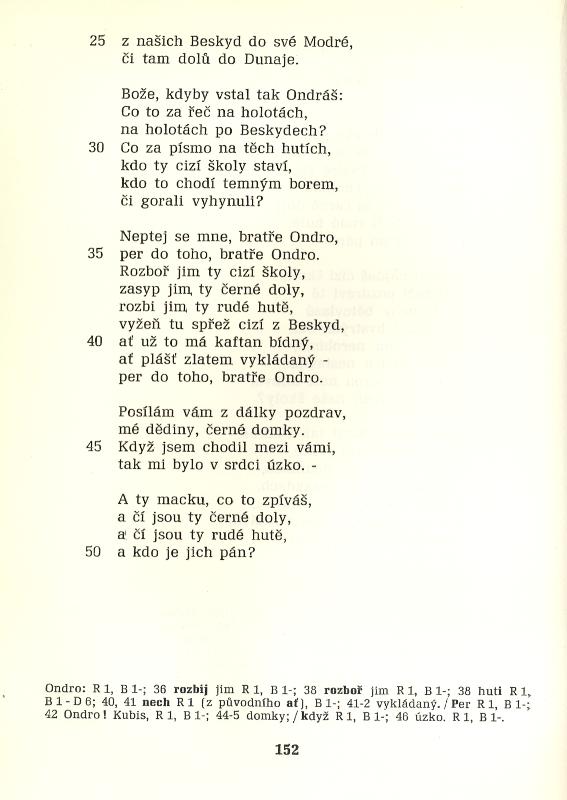 25 z našich Beskyd do své Modré,
či tam dolů do Dunaje.
Bože, kdyby vstal tak Ondráš:
Co to za řeč na holotách,
na holotách po Beskydech?
30 Co za písmo na těch hutích,
kdo ty cizí školy staví,
kdo to chodí temným borem,
či gorali vyhynuli?
Neptej se mne, bratře Ondro,
35 per do toho, bratře Ondro.
Rozboř jim ty cizí školy,
zasyp jim ty černé doly,
rozbi jim ty rudé hutě,
vyžeň tu spřež cizí z Beskyd,
40 ať už to má kaftan bídný,
ať plášť zlatem vykládaný -
per do toho, bratře Ondro.
Posílám vám z dálky pozdrav,
mé dědiny, černé domky.
45 Když jsem chodil mezi vámi,
tak mi bylo v srdci úzko. -
A ty macku, co to zpíváš,
a čí jsou ty černé doly,
a čí jsou ty rudé hutě,
50 a kdo je jich pán?
Ondro: R 1, B 1-; 36 rozbij jim R 1, B 1-; 38 rozboř jim R 1, B 1-; 38 huti R 1,
B 1 - D 6; 40, 41 nech R 1 (z původního ať), B 1-; 41-2 vykládaný. / Per R 1, B 1-;
42 Ondro! Kubis, R 1, B 1-; 44-5 domky; / když R 1, B 1-; 46 úzko. R 1, B 1-.
152